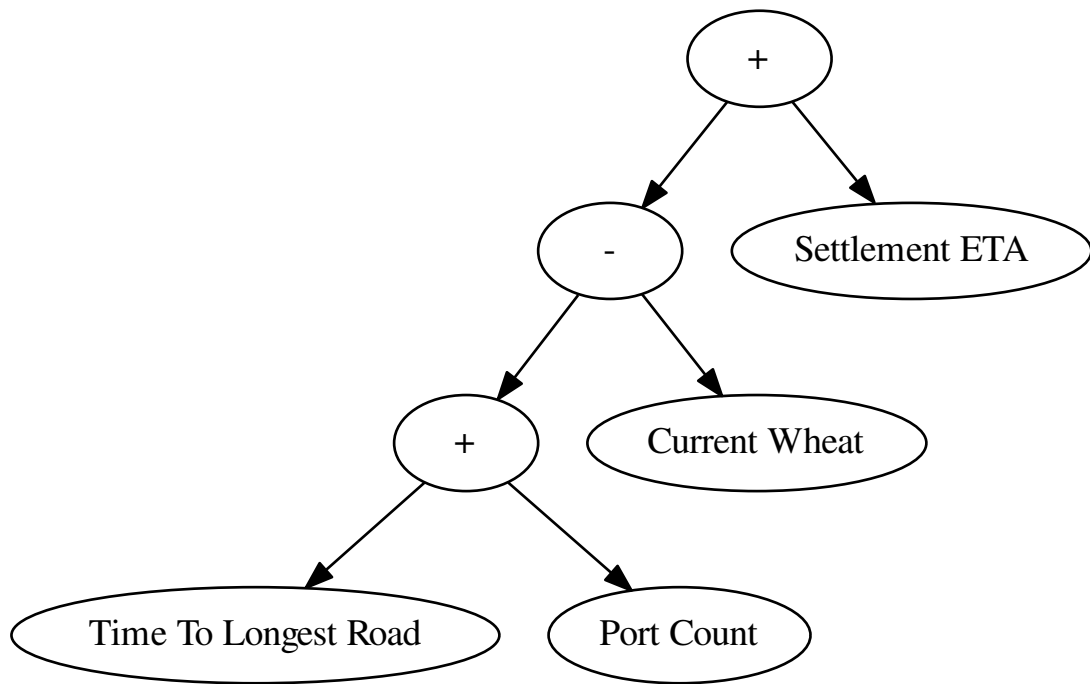 +
-
Settlement ETA
+
Current Wheat
Time To Longest Road
Port Count